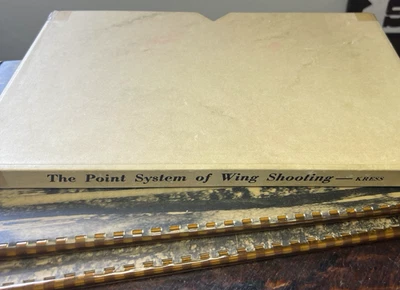 The Point System of Wing Shooting — KRESS